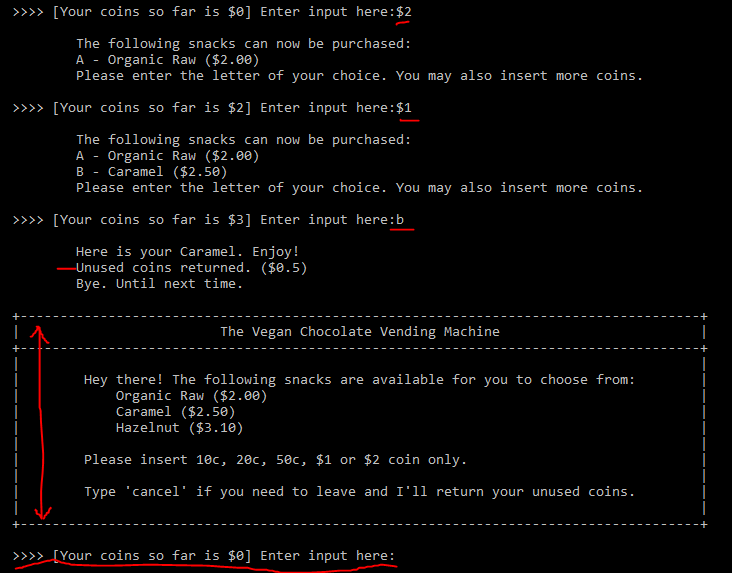 >>>> [Your coins so far is $0] Enter input here:$2
The following snacks can now be purchased:
A - Organic Raw ($2.00)
Please enter the letter of your choice. You may also insert more coins.
>>>> [Your coins so far is $2] Enter input here:$1
The following snacks can now be purchased:
A - Organic Raw ($2.00)
B - Caramel ($2.50)
Please enter the letter of your choice. You may also insert more coins.
>>>> [Your coins so far is $3] Enter input here:b
Here is your Caramel. Enjoy!
Unused coins returned. ($0.5)
Bye. Until next time.
The Vegan Chocolate Vending Machine
Hey there! The following snacks are available for you to choose from:
Organic Raw ($2.00)
Caramel ($2.50)
Hazelnut ($3.10)
Please insert 10c, 20c, 50c, $1 or $2 coin only.
Type 'cancel' if you need to leave and I'll return your unused coins.
>>>> [Your coins so far is $0] Enter input here: